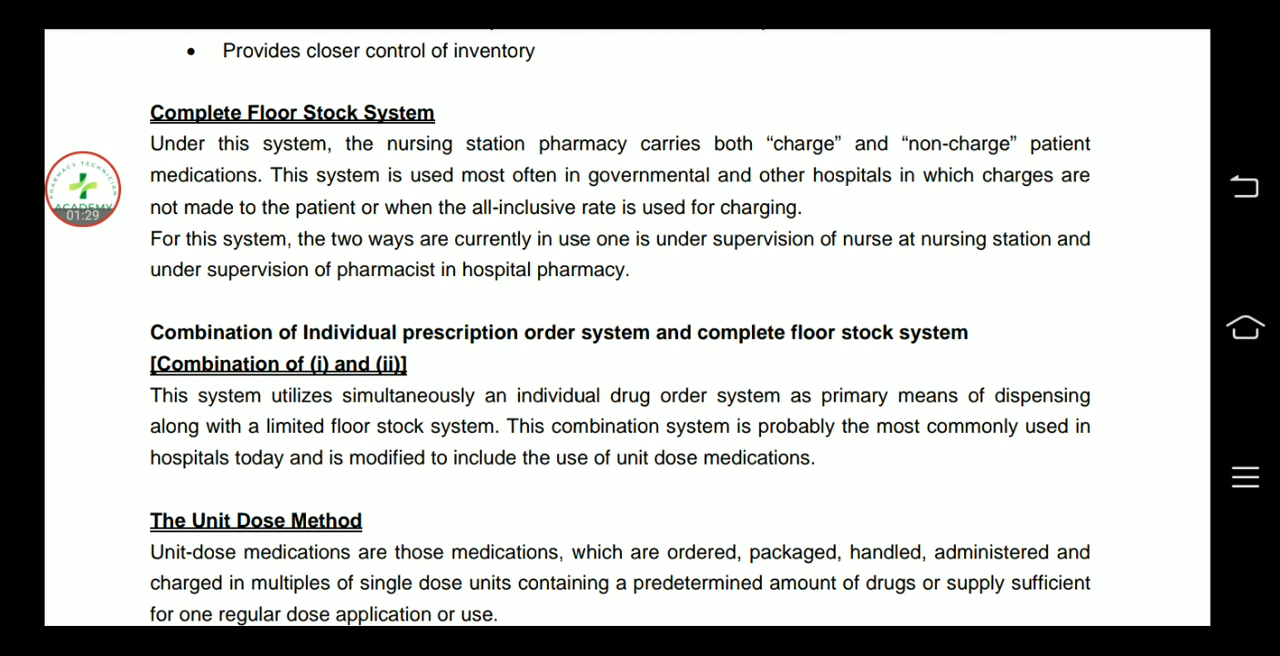 • Provides closer control of inventory
Complete Floor Stock System
Under this system, the nursing station pharmacy carries both “charge” and “non-charge” patient
medications. This system is used most often in governmental and other hospitals in which charges are
not made to the patient or when the all-inclusive rate is used for charging.
For this system, the two ways are currently in use one is under supervision of nurse at nursing station and
under supervision of pharmacist in hospital pharmacy.
Combination of Individual prescription order system and complete floor stock system
[Combination of (i) and (ii)]
This system utilizes simultaneously an individual drug order system as primary means of dispensing
along with a limited floor stock system. This combination system is probably the most commonly used in
hospitals today and is modified to include the use of unit dose medications.
The Unit Dose Method
Unit-dose medications are those medications, which are ordered, packaged, handled, administered and
charged in multiples of single dose units containing a predetermined amount of drugs or supply sufficient
for one regular dose application or use.
PHARMACY TECHNICIAN
ACADEMY
01:29